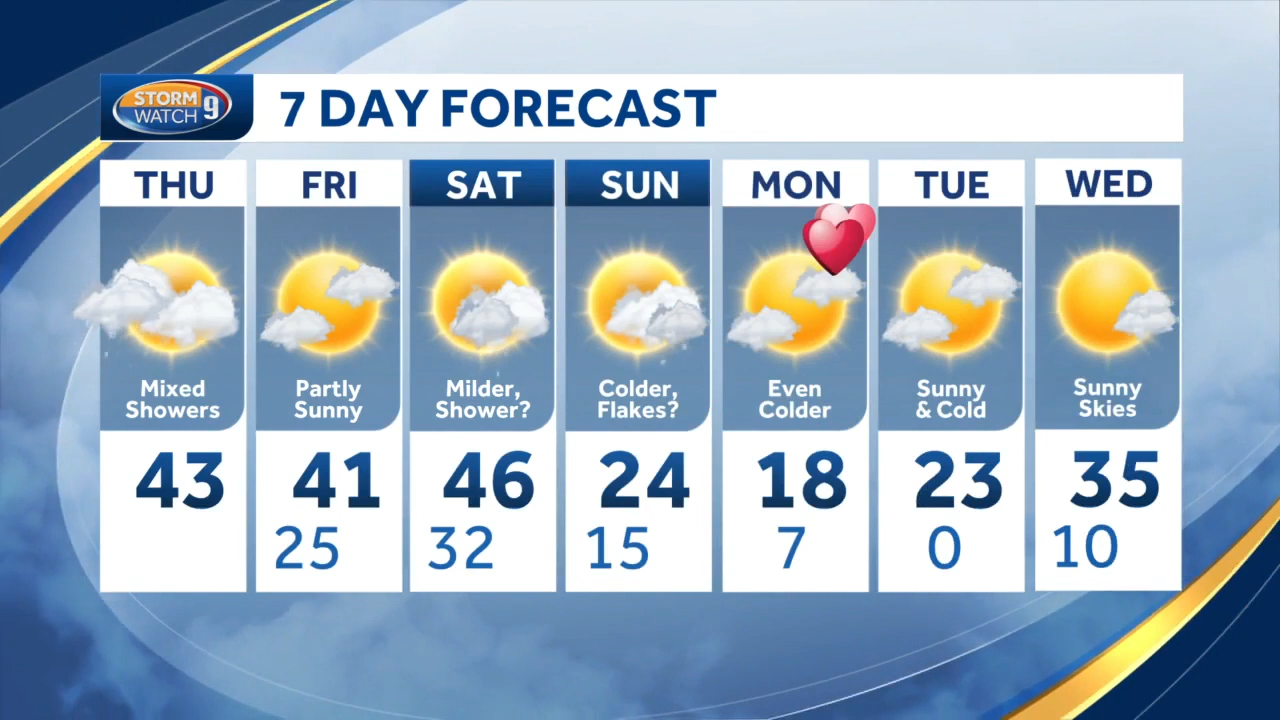 STORM
WATCH 9
7 DAY FORECAST
THU
FRI
SAT
SUN
MON
TUE
WED
Mixed
Showers
Partly
Sunny
Milder,
Shower?
Colder,
Flakes?
Even
Colder
Sunny
& Cold
Sunny
Skies
43
41
46
24
18
23
35
25
32
15
7
0
10